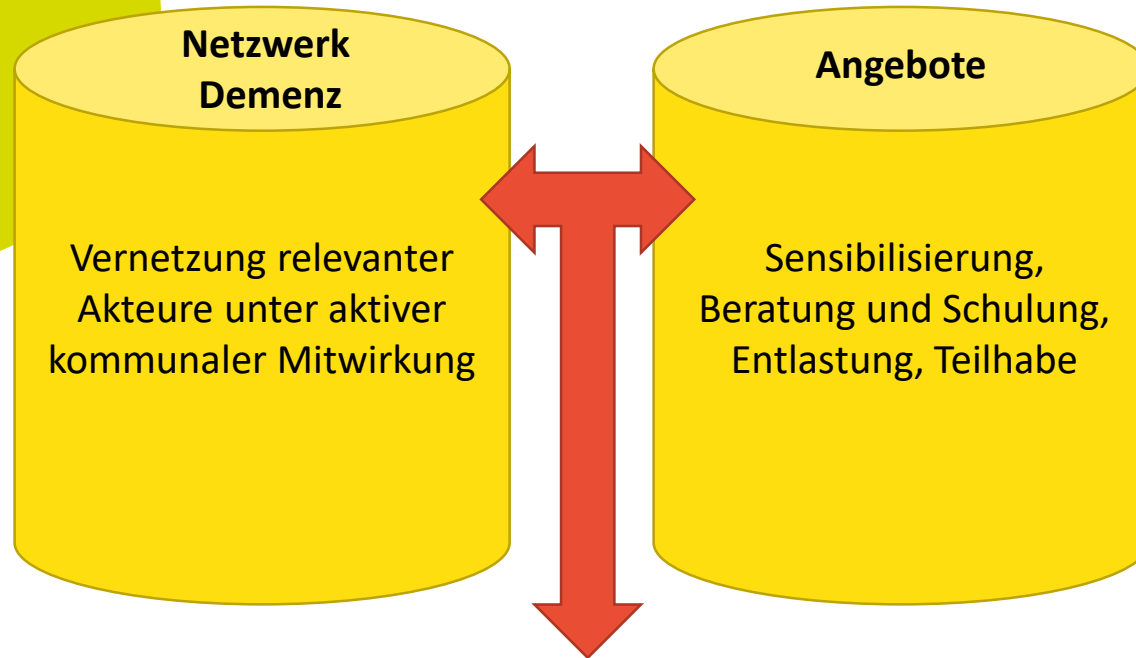 Netzwerk
Demenz
Vernetzung relevanter
Akteure unter aktiver
kommunaler Mitwirkung
Angebote
Sensibilisierung,
Beratung und Schulung,
Entlastung, Teilhabe